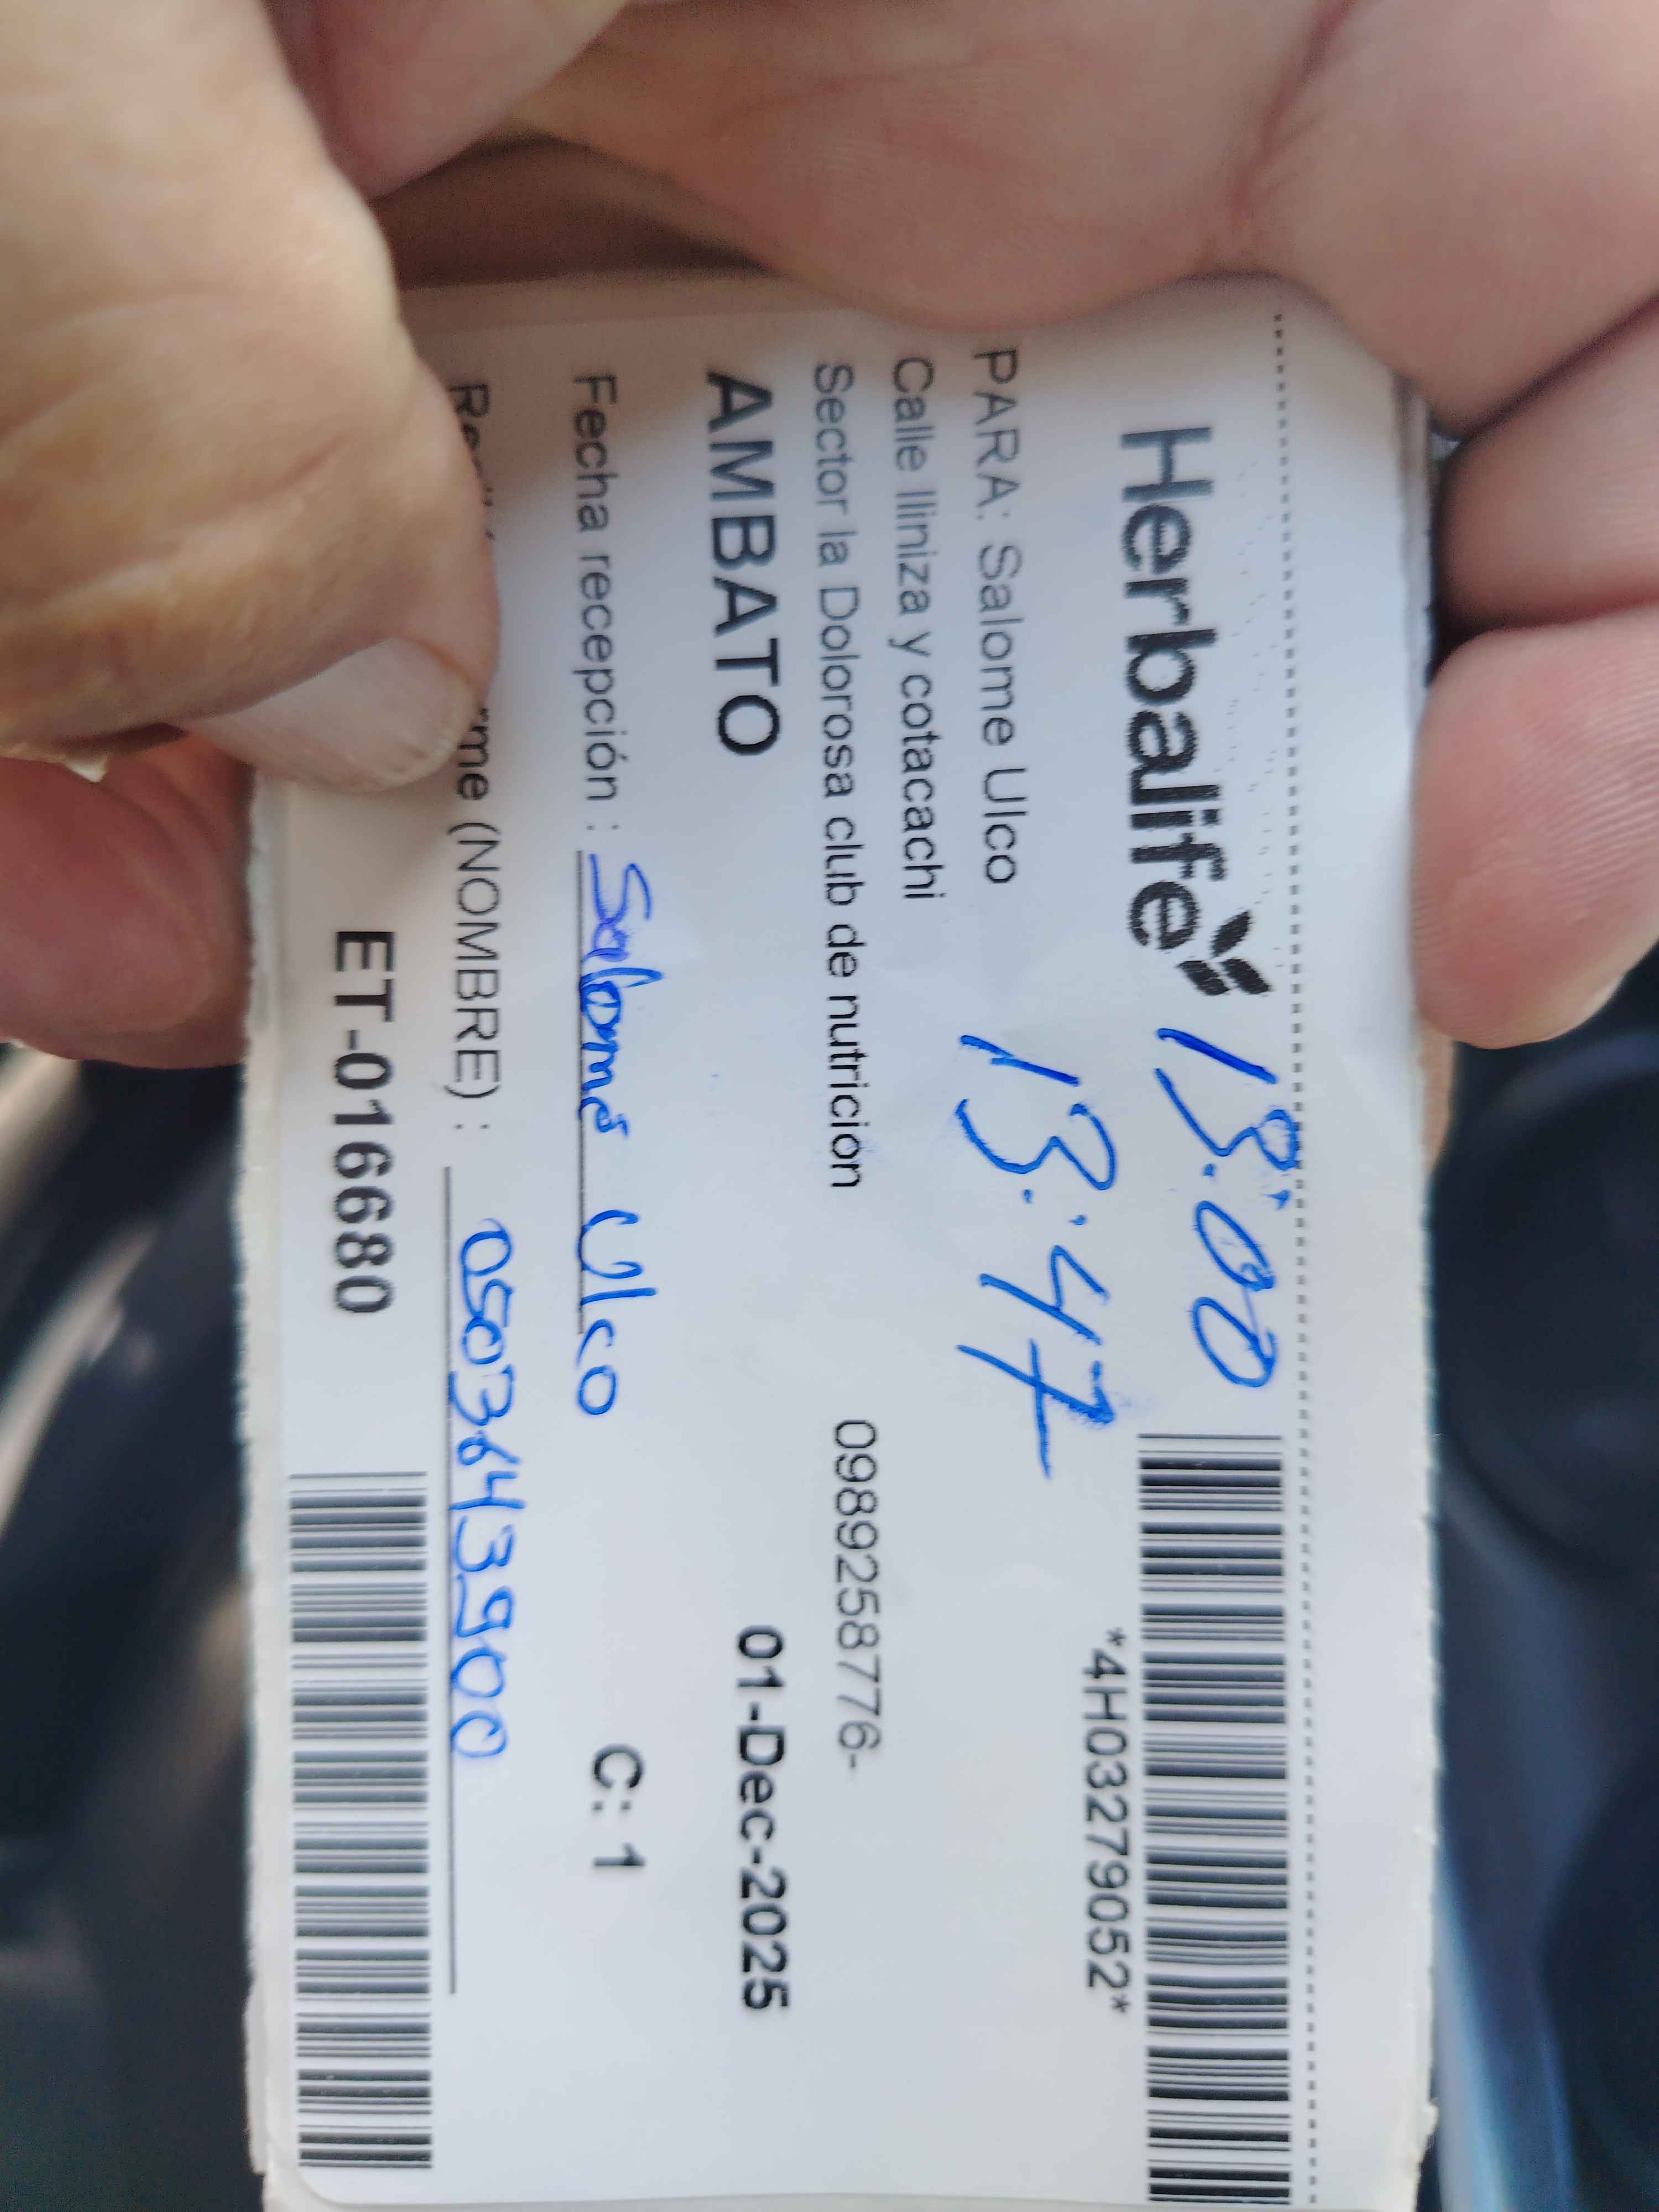 Herbalife
13:00
*4H03279052*
PARA: Salome Ulco
13:47
Calle Iliniza y cotacachi
Sector la Dolorosa club de nutricion
0989258776-
AMBATO
01-Dec-2025
Fecha recepción : Salomé Ulco
C: 1
(NOMBRE) : 0503643900
ET-016680